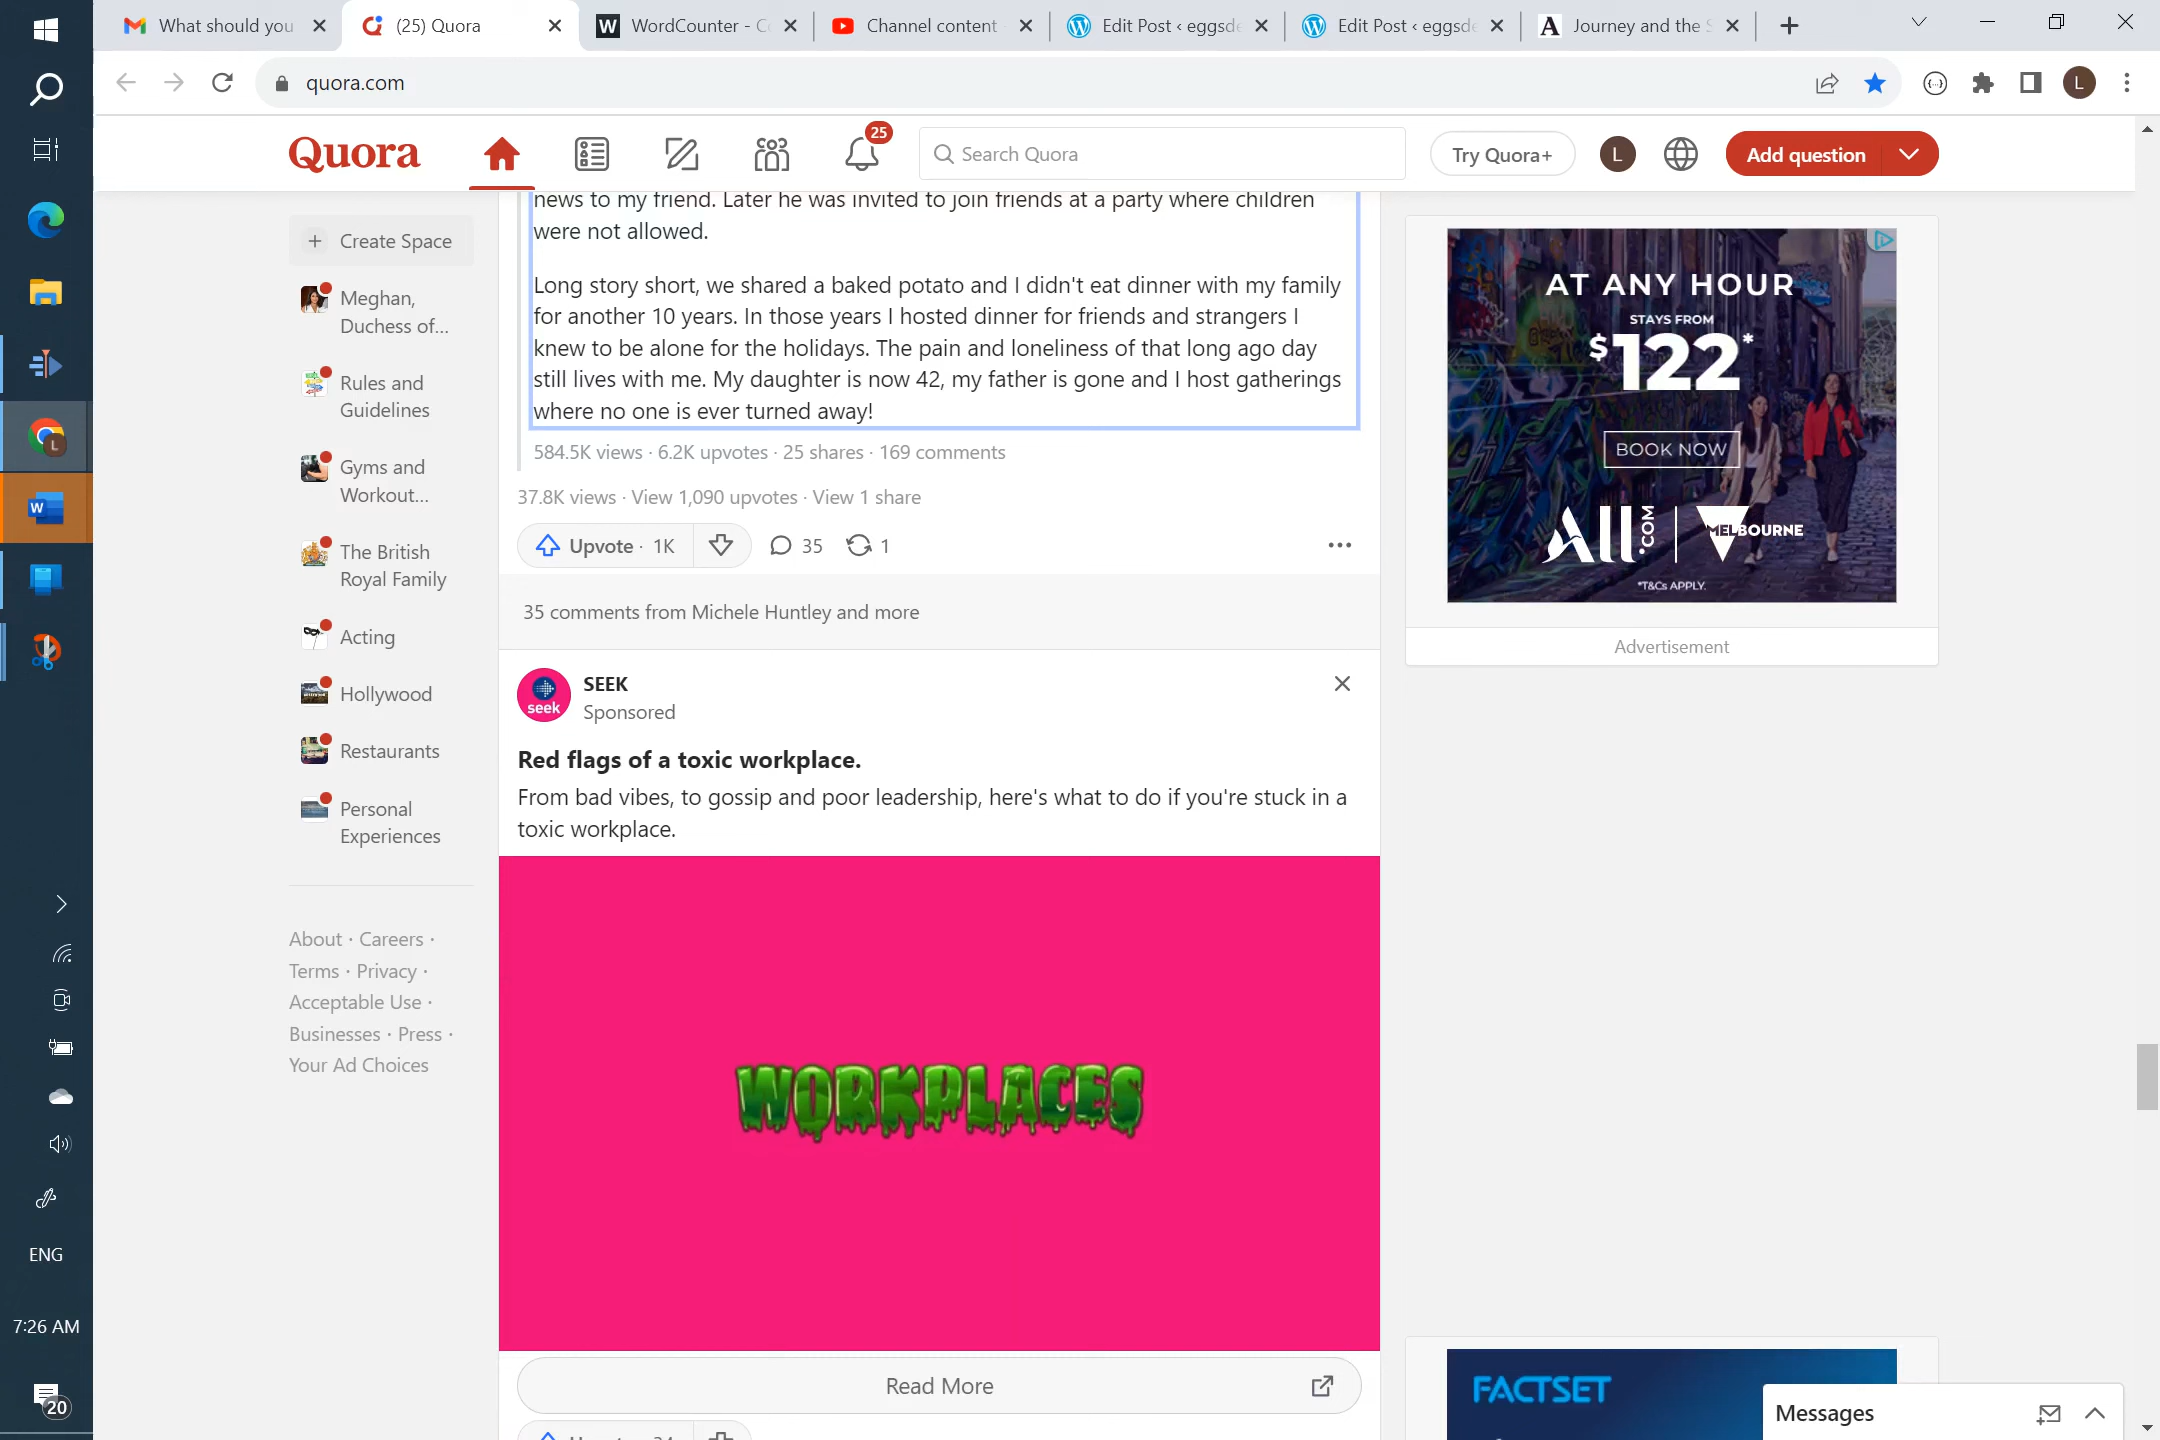 What should you
(25) Quora
WordCounter - Co
Channel content
Edit Post ‹ eggsde
Edit Post ‹ eggsde
Journey and the S
quora.com
L
Quora
25
Search Quora
Try Quora+
L
Add question
Create Space
Meghan,
Duchess of...
Rules and
Guidelines
Gyms and
Workout...
The British
Royal Family
Acting
Hollywood
Restaurants
Personal
Experiences
About · Careers ·
Terms · Privacy ·
Acceptable Use ·
Businesses · Press ·
Your Ad Choices
news to my friend. Later he was invited to join friends at a party where children
were not allowed.
Long story short, we shared a baked potato and I didn't eat dinner with my family
for another 10 years. In those years I hosted dinner for friends and strangers I
knew to be alone for the holidays. The pain and loneliness of that long ago day
still lives with me. My daughter is now 42, my father is gone and I host gatherings
where no one is ever turned away!
584.5K views · 6.2K upvotes · 25 shares · 169 comments
37.8K views · View 1,090 upvotes · View 1 share
Upvote · 1K
35
1
35 comments from Michele Huntley and more
seek
SEEK
Sponsored
Red flags of a toxic workplace.
From bad vibes, to gossip and poor leadership, here's what to do if you're stuck in a
toxic workplace.
WORKPLACES
Read More
AT ANY HOUR
STAYS FROM
$122*
BOOK NOW
All.COM
MELBOURNE
*T&Cs APPLY.
Advertisement
FACTSET
Messages
ENG
7:26 AM
20